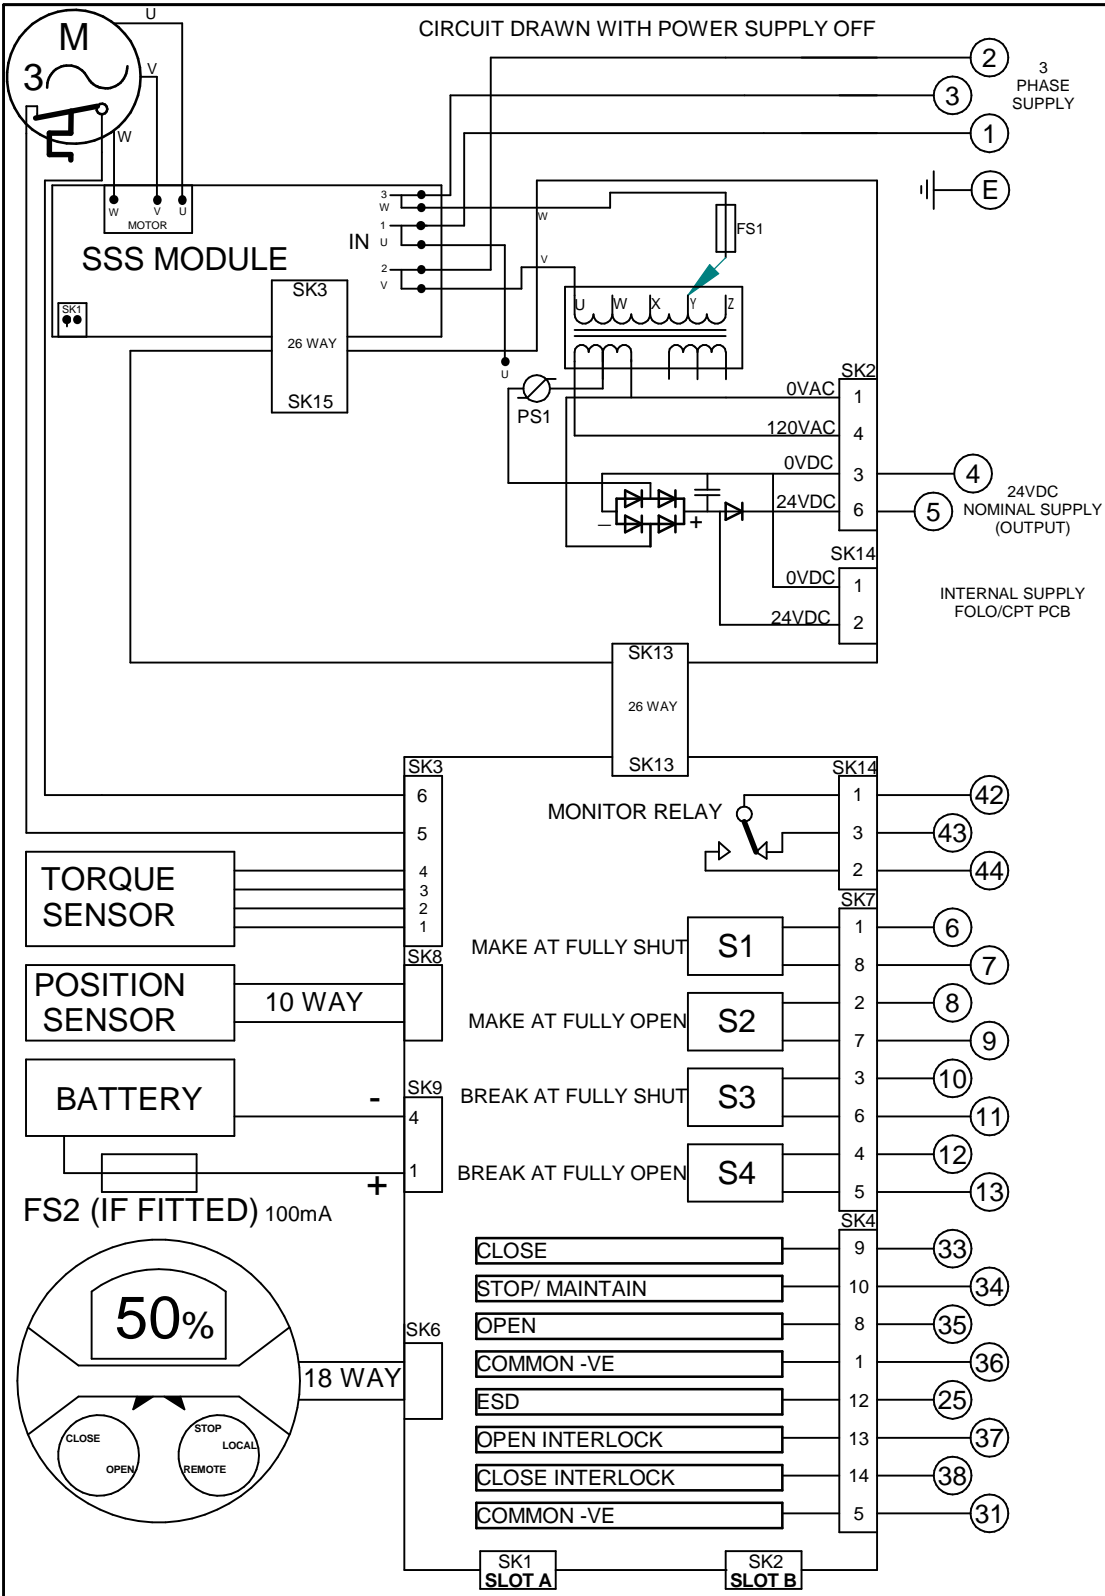 CIRCUIT DRAWN WITH POWER SUPPLY OFF
U
M
3
V
W
2
3
1
E
3
PHASE
SUPPLY
W V U
MOTOR
SSS MODULE
3
W
1
IN U
2
V
W
FS1
V
U W X Y Z
SK1
SK3
26 WAY
SK15
U
PS1
SK2
0VAC 1
120VAC 4
0VDC 3 4
24VDC 6 5
24VDC
NOMINAL SUPPLY
(OUTPUT)
– +
SK14
0VDC 1
24VDC 2
INTERNAL SUPPLY
FOLO/CPT PCB
SK13
26 WAY
SK13
SK3
6
5
4
3
2
1
TORQUE
SENSOR
SK8
POSITION
SENSOR
10 WAY
SK9
BATTERY - 4
1
+
FS2 (IF FITTED) 100mA
50%
SK6
18 WAY
CLOSE
OPEN
STOP
LOCAL
REMOTE
SK14
MONITOR RELAY
1 42
3 43
2 44
SK7
MAKE AT FULLY SHUT S1
1 6
8 7
MAKE AT FULLY OPEN S2
2 8
7 9
BREAK AT FULLY SHUT S3
3 10
6 11
BREAK AT FULLY OPEN S4
4 12
5 13
SK4
CLOSE 9 33
STOP/ MAINTAIN 10 34
OPEN 8 35
COMMON -VE 1 36
ESD 12 25
OPEN INTERLOCK 13 37
CLOSE INTERLOCK 14 38
COMMON -VE 5 31
SK1
SLOT A
SK2
SLOT B